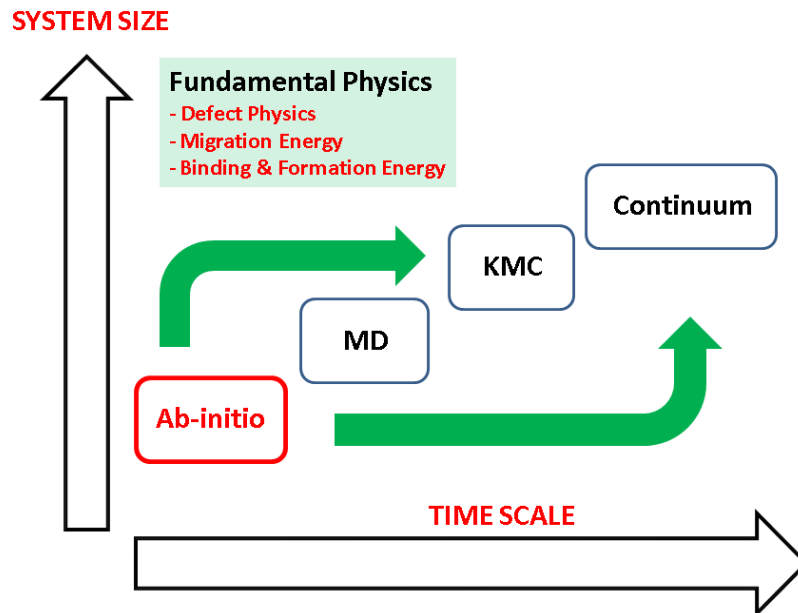 SYSTEM SIZE
Fundamental Physics
- Defect Physics
- Migration Energy
- Binding & Formation Energy
Continuum
KMC
MD
Ab-initio
TIME SCALE